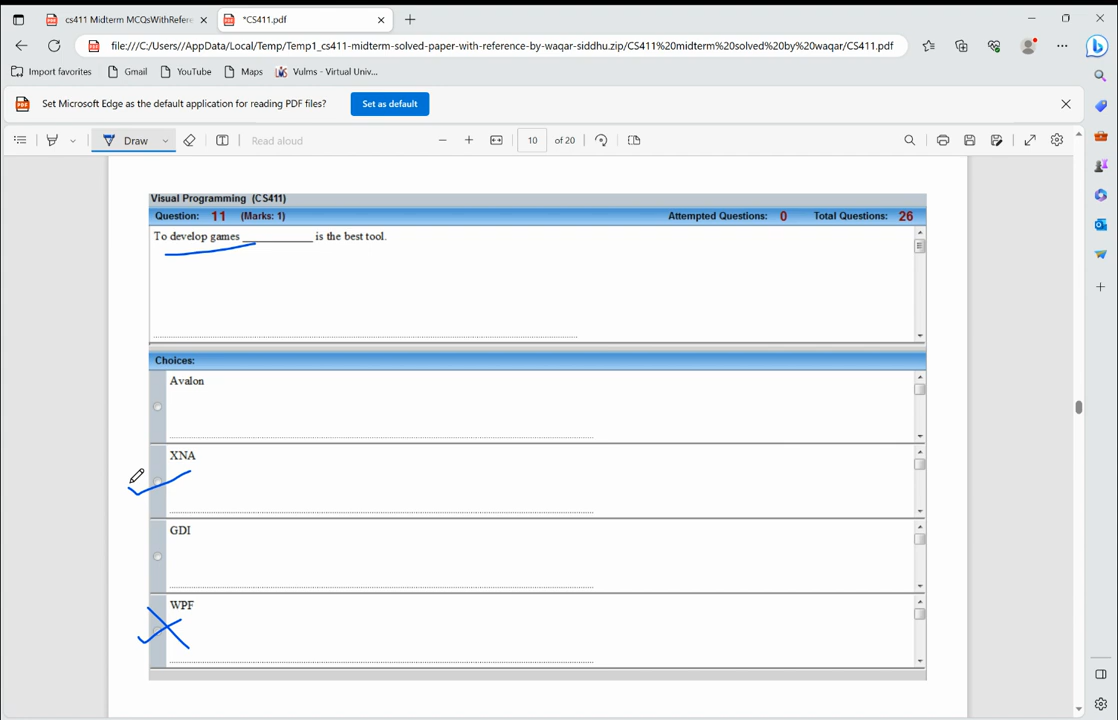 cs411 Midterm MCQsWithRefere
*CS411.pdf
file:///C:/Users//AppData/Local/Temp/Temp1_cs411-midterm-solved-paper-with-reference-by-waqar-siddhu.zip/CS411%20midterm%20solved%20by%20waqar/CS411.pdf
Import favorites Gmail YouTube Maps Vulms - Virtual Univ...
Set Microsoft Edge as the default application for reading PDF files? Set as default
Draw Read aloud 10 of 20
Visual Programming (CS411)
Question: 11 (Marks: 1) Attempted Questions: 0 Total Questions: 26
To develop games ____________ is the best tool.
Choices:
Avalon
XNA
GDI
WPF